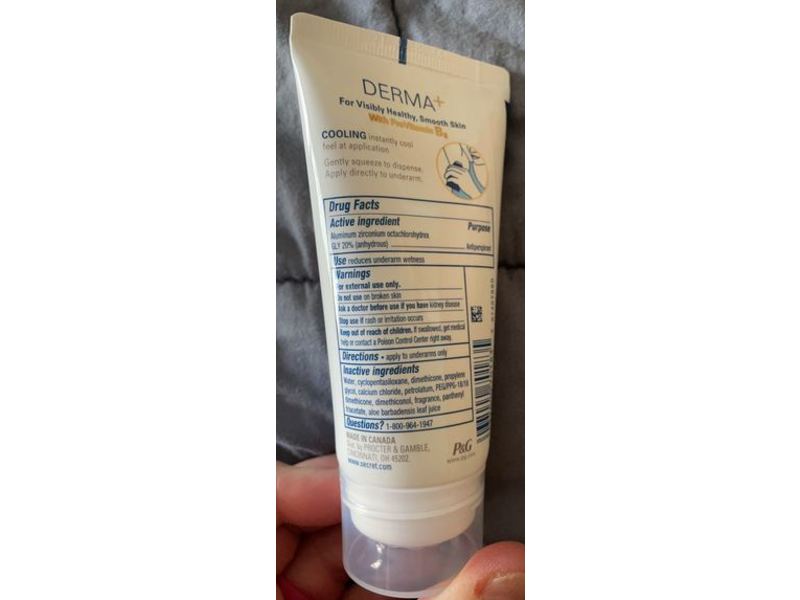 DERMA+
For Visibly Healthy, Smooth Skin
With ProVitamin B5
COOLING instantly cool
feel at application
Gently squeeze to dispense.
Apply directly to underarm.
Drug Facts
Active ingredient Purpose
Aluminum zirconium octachlorohydrex
GLY 20% (anhydrous) Antiperspirant
Use reduces underarm wetness
Warnings
For external use only.
Do not use on broken skin
Ask a doctor before use if you have kidney disease
Stop use if rash or irritation occurs
Keep out of reach of children. If swallowed, get medical
help or contact a Poison Control Center right away.
Directions • apply to underarms only
Inactive ingredients
Water, cyclopentasiloxane, dimethicone, propylene
glycol, calcium chloride, petrolatum, PEG/PPG-18/18
dimethicone, dimethiconol, fragrance, panthenyl
triacetate, aloe barbadensis leaf juice
Questions? 1-800-964-1947
MADE IN CANADA
Dist. by PROCTER & GAMBLE,
CINCINNATI, OH 45202.
www.secret.com
P&G
www.pg.com